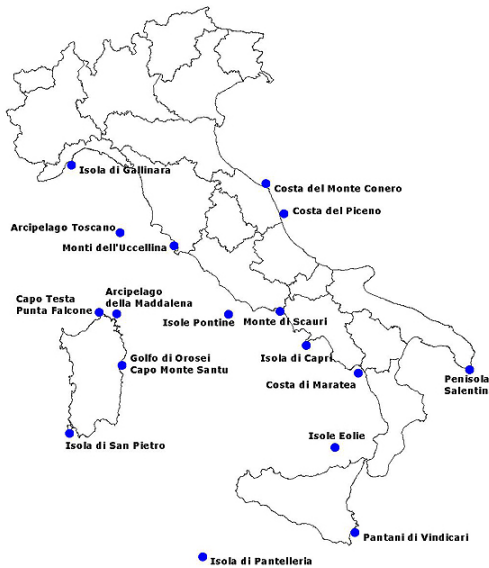 Isola di Gallinara
Costa del Monte Conero
Costa del Piceno
Arcipelago Toscano
Monti dell'Uccellina
Capo Testa
Punta Falcone
Arcipelago
della Maddalena
Isole Pontine
Monte di Scauri
Isola di Capri
Golfo di Orosei
Capo Monte Santu
Costa di Maratea
Penisola
Salentin
Isola di San Pietro
Isole Eolie
Pantani di Vindicari
Isola di Pantelleria